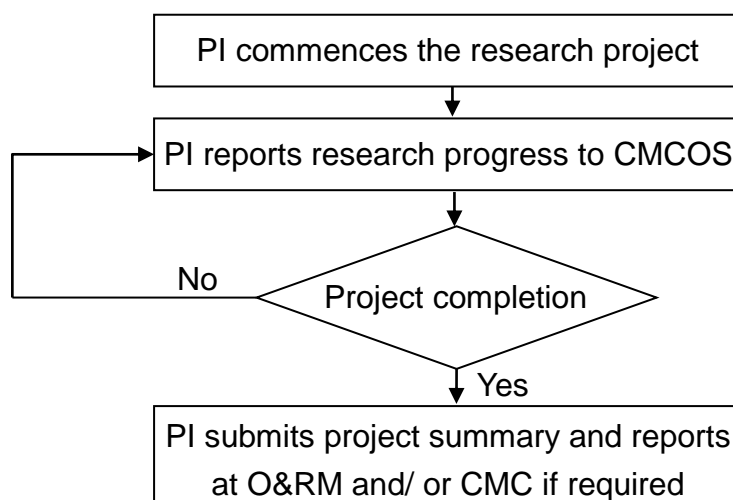 PI commences the research project
PI reports research progress to CMCOS
No
Project completion
Yes
PI submits project summary and reports
at O&RM and/ or CMC if required